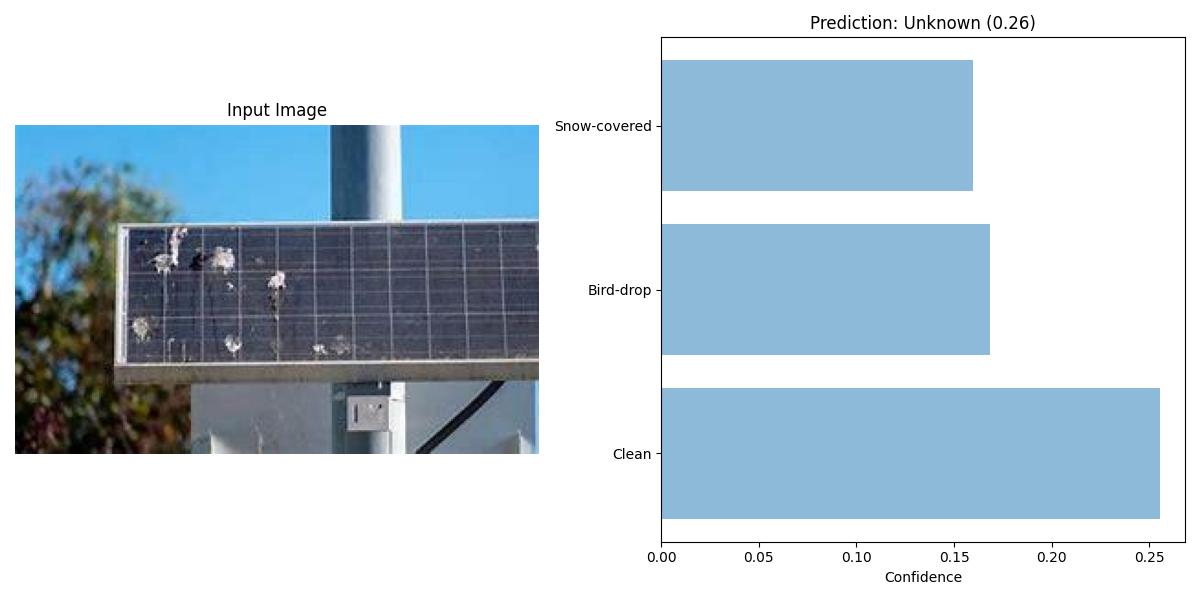 Input Image
Prediction: Unknown (0.26)
Snow-covered
Bird-drop
Clean
0.00 0.05 0.10 0.15 0.20 0.25
Confidence